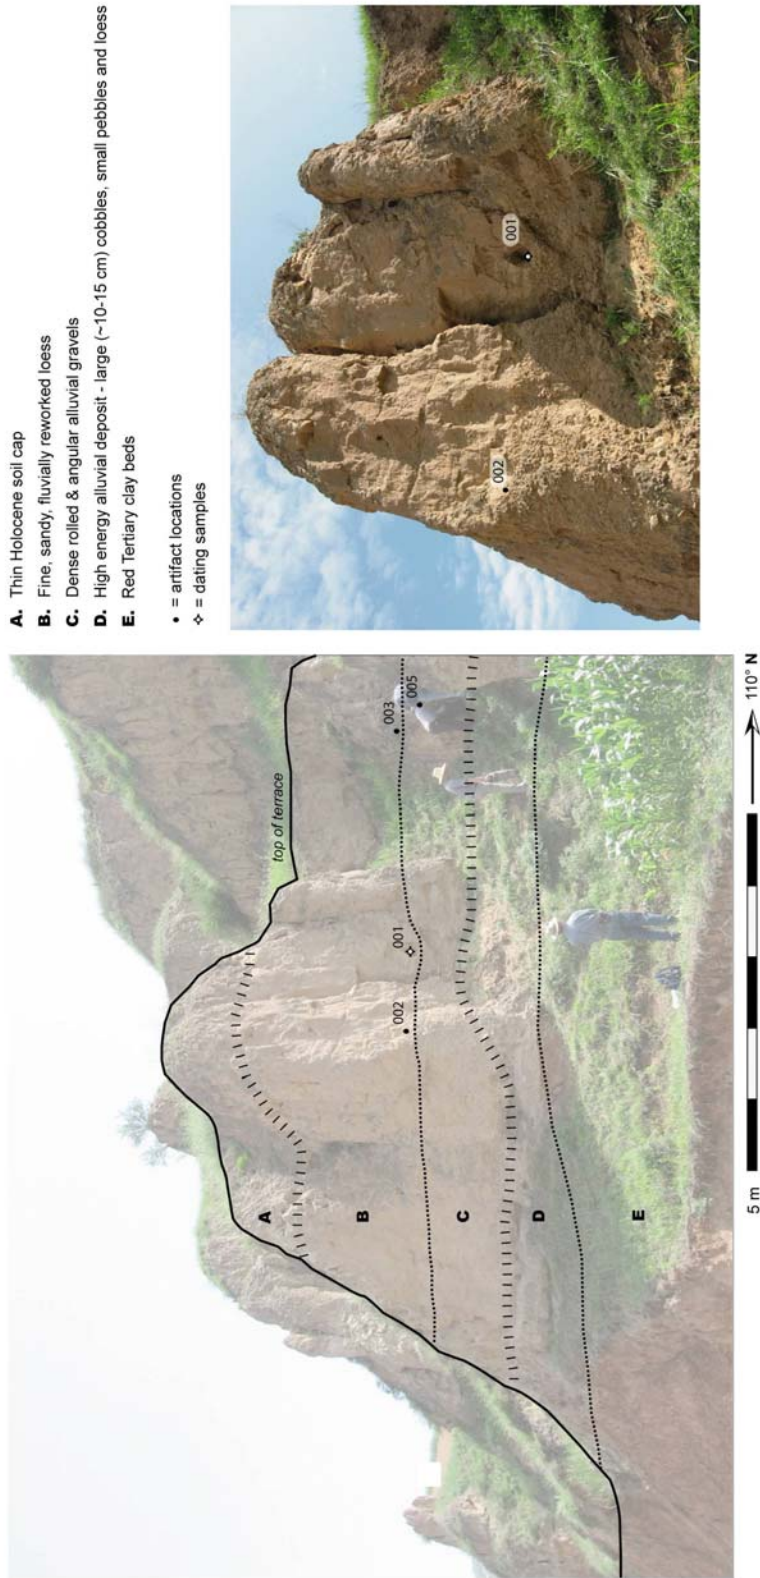 A. Thin Holocene soil cap
B. Fine, sandy, fluvially reworked loess
C. Dense rolled & angular alluvial gravels
D. High energy alluvial deposit - large (~10-15 cm) cobbles, small pebbles and loess
E. Red Tertiary clay beds
• = artifact locations
✧ = dating samples
002
001
top of terrace
A
B
C
D
E
002
001
003
005
5 m
110° N